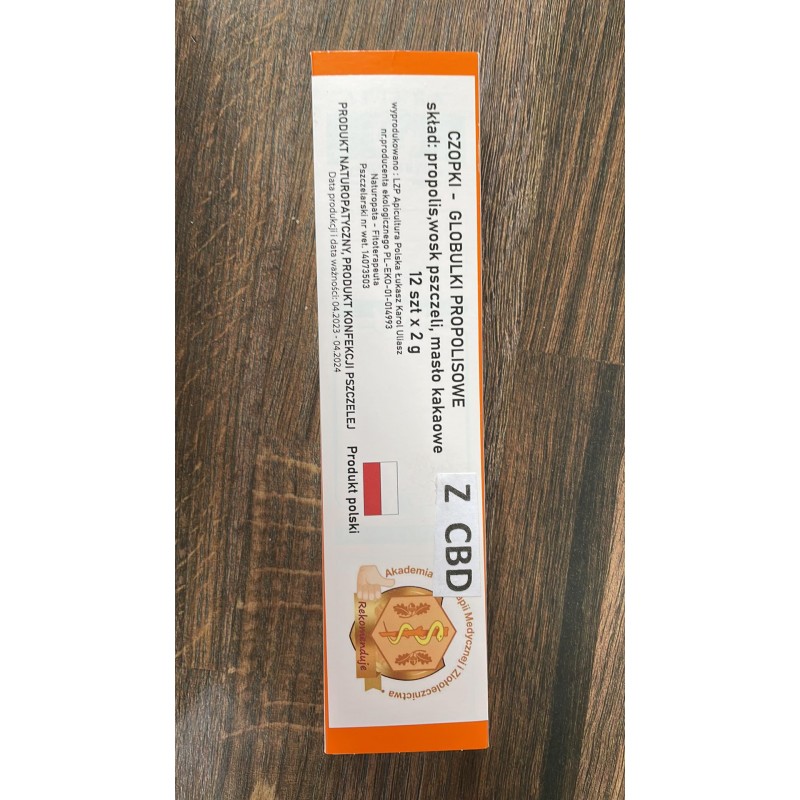 CZOPKI - GLOBULKI PROPOLISOWE
skład: propolis,wosk pszczeli, masło kakaowe
12 szt x 2 g
wyprodukowano : LZP Apicultura Polska Łukasz Karol Uliasz
nr.producenta ekologicznego PL-EKO-01-014993
Naturopata - Fitoterapeuta
Pszczelarski nr wet. 14073503
PRODUKT NATUROPATYCZNY, PRODUKT KONFEKCJI PSZCZELEJ
Data produkcji i data ważności: 04.2023 - 04.2024
Produkt polski
Z CBD
Akademia
pii Medycznej i Ziołolecznictwa
Rekomenduje